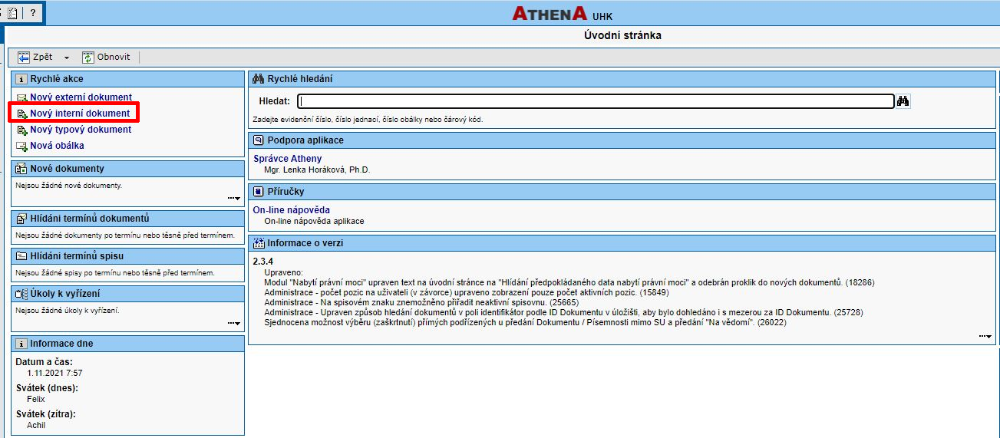 ?
ATHENA UHK
Úvodní stránka
Zpět
Obnovit
Rychlé akce
Nový externí dokument
Nový interní dokument
Nový typový dokument
Nová obálka
Nové dokumenty
Nejsou žádné nové dokumenty.
Hlídáni termínů dokumentů
Nejsou žádné dokumenty po termínu nebo těsně před termínem.
Hlídáni termínů spisu
Nejsou žádné spisy po termínu nebo těsně před termínem.
Úkoly k vyřízení
Nejsou žádné úkoly k vyřízení.
Informace dne
Datum a čas:
1.11.2021 7:57
Svátek (dnes):
Felix
Svátek (zítra):
Achil
Rychlé hledání
Hledat:
Zadejte evidenční číslo, číslo jednací, číslo obálky nebo čárový kód.
Podpora aplikace
Správce Atheny
Mgr. Lenka Horáková, Ph.D.
Příručky
On-line nápověda
On-line nápověda aplikace
Informace o verzi
2.3.4
Upraveno:
Modul "Nabytí právní moci" upraven text na úvodní stránce na "Hlídání předpokládaného data nabytí právní moci" a odebrán proklik do nových dokumentů. (18286)
Administrace - počet pozic na uživateli (v závorce) upraveno zobrazení pouze počet aktivních pozic. (15849)
Administrace - Na spisovém znaku znemožněno přiřadit neaktivní spisovnu. (25665)
Administrace - Upraven způsob hledání dokumentů v poli identifikátor podle ID Dokumentu v úložišti, aby bylo dohledáno i s mezerou za ID Dokumentu. (25728)
Sjednocena možnost výběru (zaškrtnutí) přímých podřízených u předání Dokumentu / Písemnosti mimo SU a předání "Na vědomí". (26022)